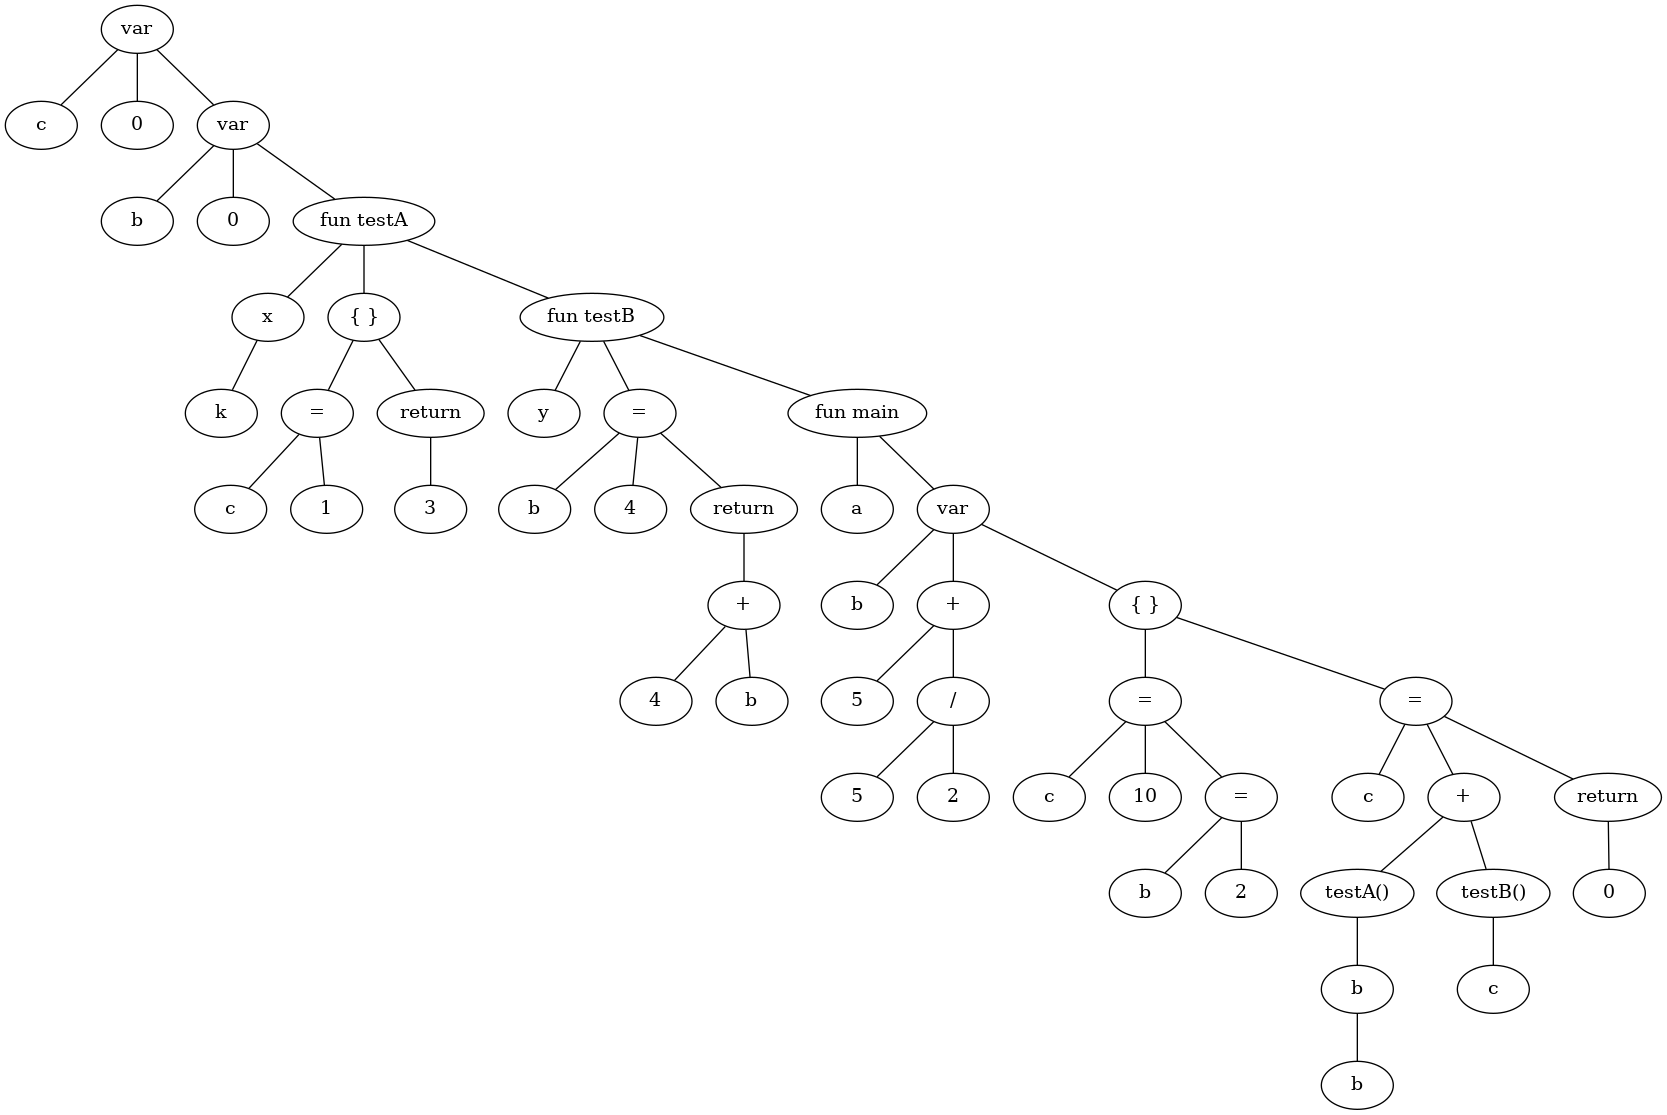 var
c 0 var
b 0 fun testA
x { } fun testB
k = return y = fun main
c 1 3 b 4 return a var
+ b + { }
4 b 5 / = =
5 2 c 10 = c + return
b 2 testA() testB() 0
b c
b